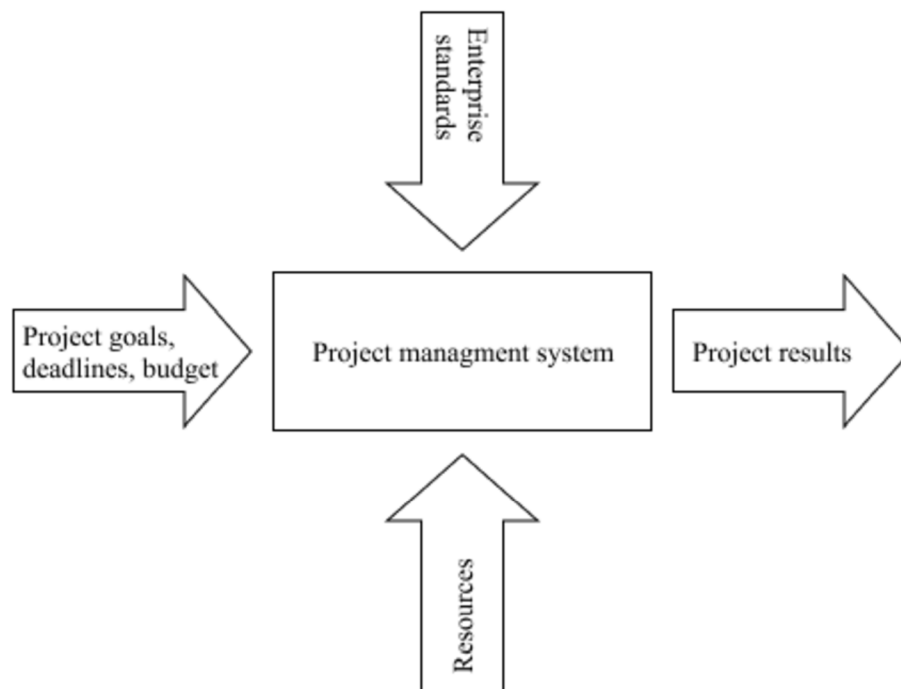 Enterprise
standards
Project goals,
deadlines, budget
Project managment system
Project results
Resources